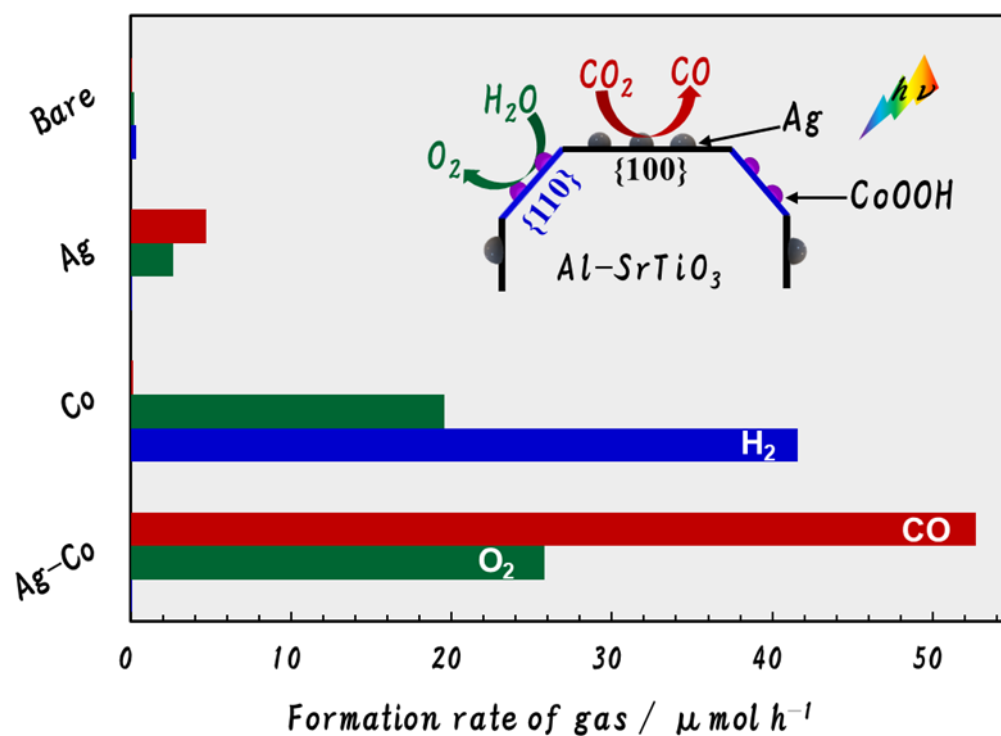 Bare
Ag
Co
Ag-Co
H₂O
O₂
CO₂
CO
hν
Ag
{100}
{110}
CoOOH
Al-SrTiO₃
H₂
CO
O₂
0 10 20 30 40 50
Formation rate of gas / μmol h⁻¹